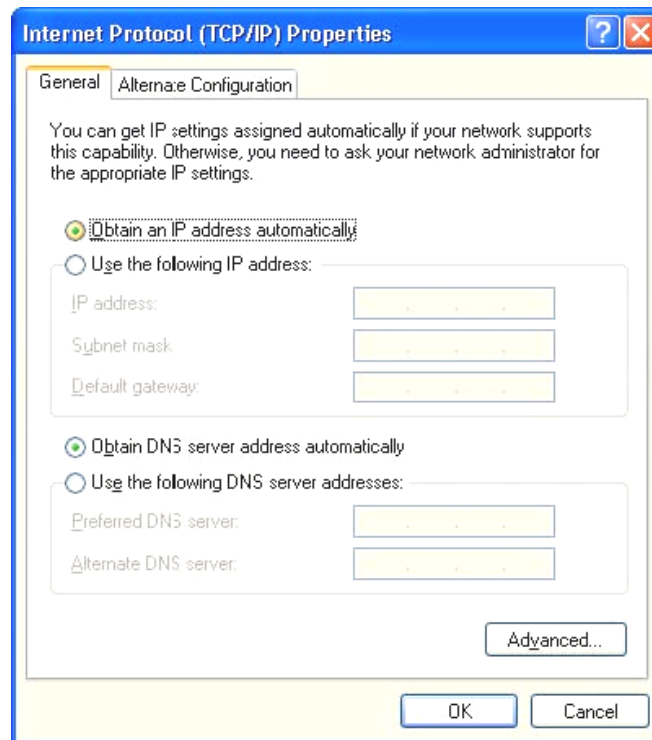 Internet Protocol (TCP/IP) Properties
General
Alternate Configuration
You can get IP settings assigned automatically if your network supports
this capability. Otherwise, you need to ask your network administrator for
the appropriate IP settings.
Obtain an IP address automatically
Use the following IP address:
IP address:
Subnet mask
Default gateway:
Obtain DNS server address automatically
Use the following DNS server addresses:
Preferred DNS server:
Alternate DNS server:
Advanced...
OK
Cancel